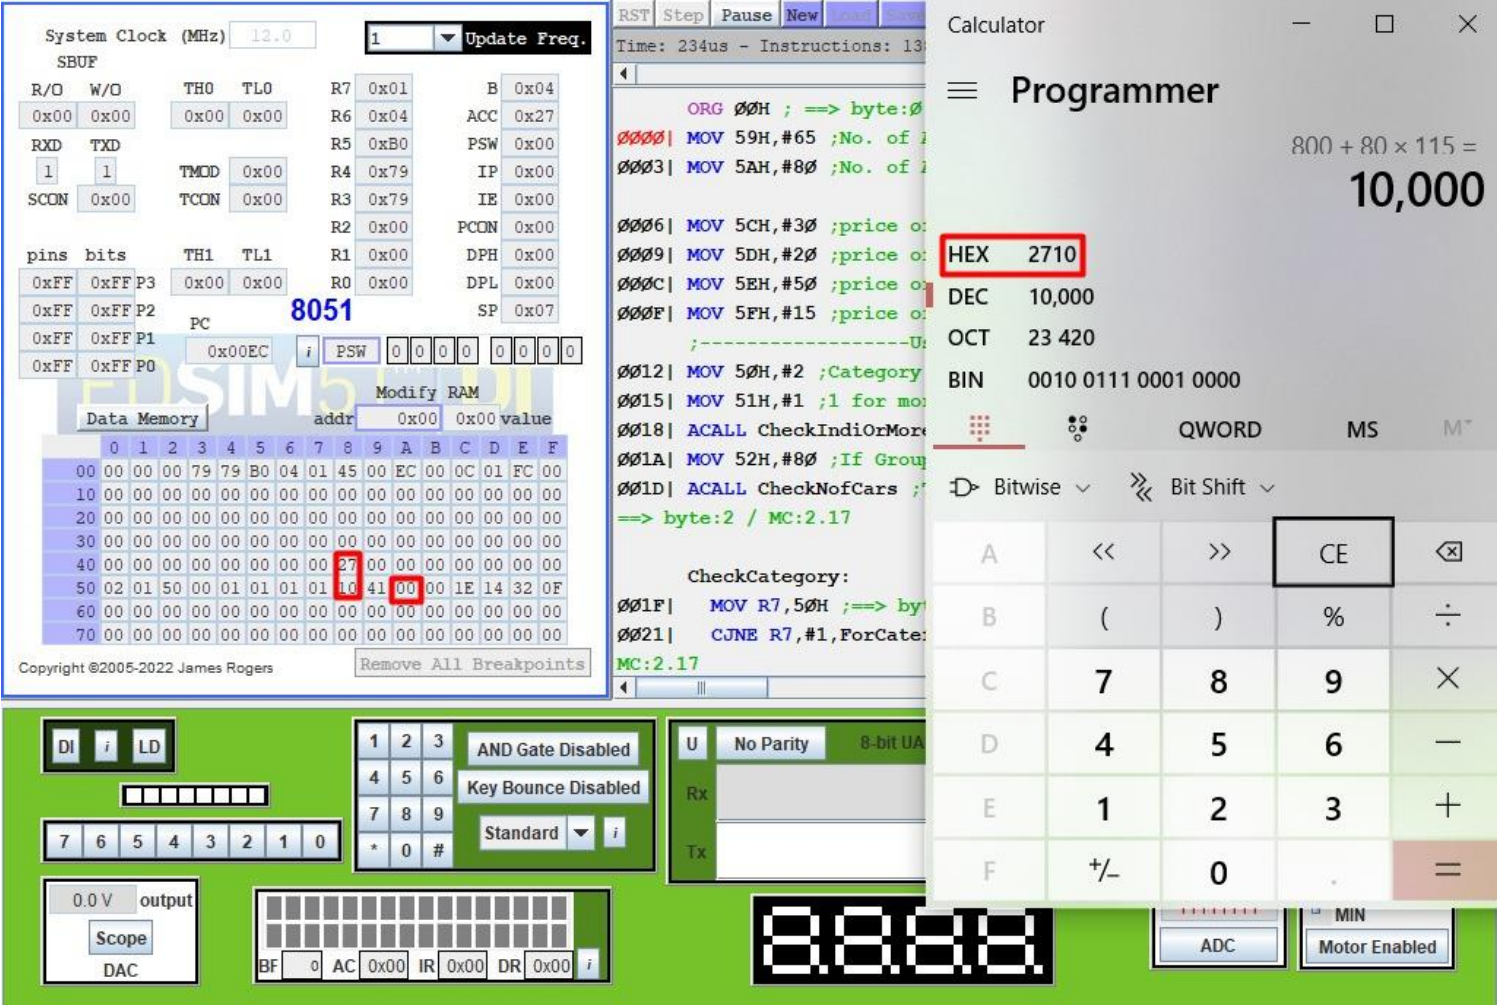 System Clock (MHz) 12.0 1 Update Freq.
SBUF
R/O W/O TH0 TL0 R7 0x01 B 0x04
0x00 0x00 0x00 0x00 R6 0x04 ACC 0x27
RXD TXD R5 0xB0 PSW 0x00
1 1 TMOD 0x00 R4 0x79 IP 0x00
SCON 0x00 TCON 0x00 R3 0x79 IE 0x00
R2 0x00 PCON 0x00
pins bits TH1 TL1 R1 0x00 DPH 0x00
0xFF 0xFF P3 0x00 0x00 R0 0x00 DPL 0x00
0xFF 0xFF P2 8051 SP 0x07
0xFF 0xFF P1 PC
0x00EC i PSW 0 0 0 0 0 0 0 0
0xFF 0xFF P0
Modify RAM
Data Memory addr 0x00 0x00 value
0 1 2 3 4 5 6 7 8 9 A B C D E F
00 00 00 00 79 79 B0 04 01 45 00 EC 00 0C 01 FC 00
10 00 00 00 00 00 00 00 00 00 00 00 00 00 00 00 00
20 00 00 00 00 00 00 00 00 00 00 00 00 00 00 00 00
30 00 00 00 00 00 00 00 00 00 00 00 00 00 00 00 00
40 00 00 00 00 00 00 00 00 27 00 00 00 00 00 00 00
50 02 01 50 00 01 01 01 01 10 41 00 00 1E 14 32 0F
60 00 00 00 00 00 00 00 00 00 00 00 00 00 00 00 00
70 00 00 00 00 00 00 00 00 00 00 00 00 00 00 00 00
Copyright ©2005-2022 James Rogers Remove All Breakpoints
RST Step Pause New Load Save
Time: 234us - Instructions: 13
ORG ØØH ; ==> byte:Ø
ØØØØ| MOV 59H,#65 ;No. of
ØØØ3| MOV 5AH,#8Ø ;No. of
ØØØ6| MOV 5CH,#3Ø ;price o
ØØØ9| MOV 5DH,#2Ø ;price o
ØØØC| MOV 5EH,#5Ø ;price o
ØØØF| MOV 5FH,#15 ;price o
;------------------U
ØØ12| MOV 5ØH,#2 ;Category
ØØ15| MOV 51H,#1 ;1 for mo
ØØ18| ACALL CheckIndiOrMor
ØØ1A| MOV 52H,#8Ø ;If Grou
ØØ1D| ACALL CheckNofCars ;
==> byte:2 / MC:2.17
CheckCategory:
ØØ1F| MOV R7,5ØH ;==> by
ØØ21| CJNE R7,#1,ForCate
MC:2.17
Calculator
Programmer
800 + 80 × 115 =
10,000
HEX 2710
DEC 10,000
OCT 23 420
BIN 0010 0111 0001 0000
QWORD MS M
Bitwise Bit Shift
A << >> CE
B ( ) % ÷
C 7 8 9 ×
D 4 5 6 −
E 1 2 3 +
F +/− 0 . =
DI i LD
7 6 5 4 3 2 1 0
1 2 3
4 5 6
7 8 9
* 0 #
AND Gate Disabled
Key Bounce Disabled
Standard i
U No Parity 8-bit UA
Rx
Tx
0.0 V output
Scope
DAC
BF 0 AC 0x00 IR 0x00 DR 0x00 i
8.8.8.8.
ADC
MIN
Motor Enabled